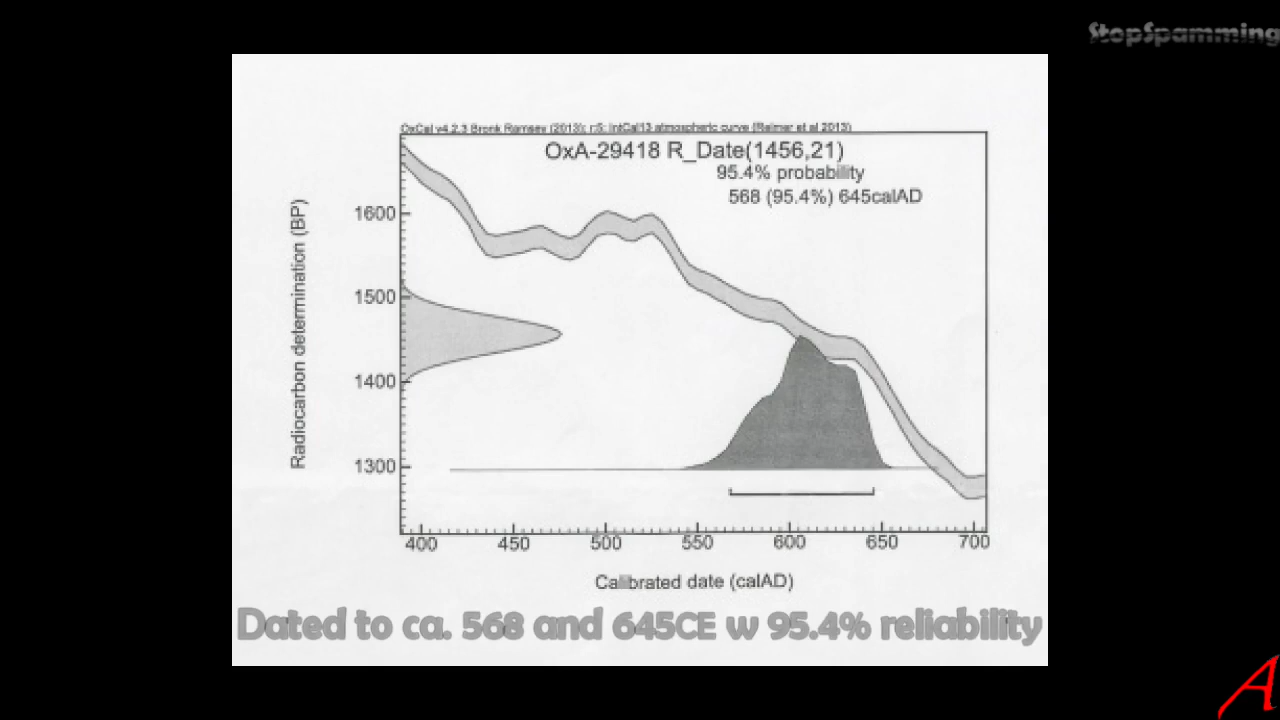 StopSpamming
OxCal v4.2.3 Bronk Ramsey (2013); r:5; IntCal13 atmospheric curve (Reimer et al 2013)
OxA-29418 R_Date(1456,21)
95.4% probability
568 (95.4%) 645calAD
Radiocarbon determination (BP)
1600
1500
1400
1300
400 450 500 550 600 650 700
Calibrated date (calAD)
Dated to ca. 568 and 645CE w 95.4% reliability
A